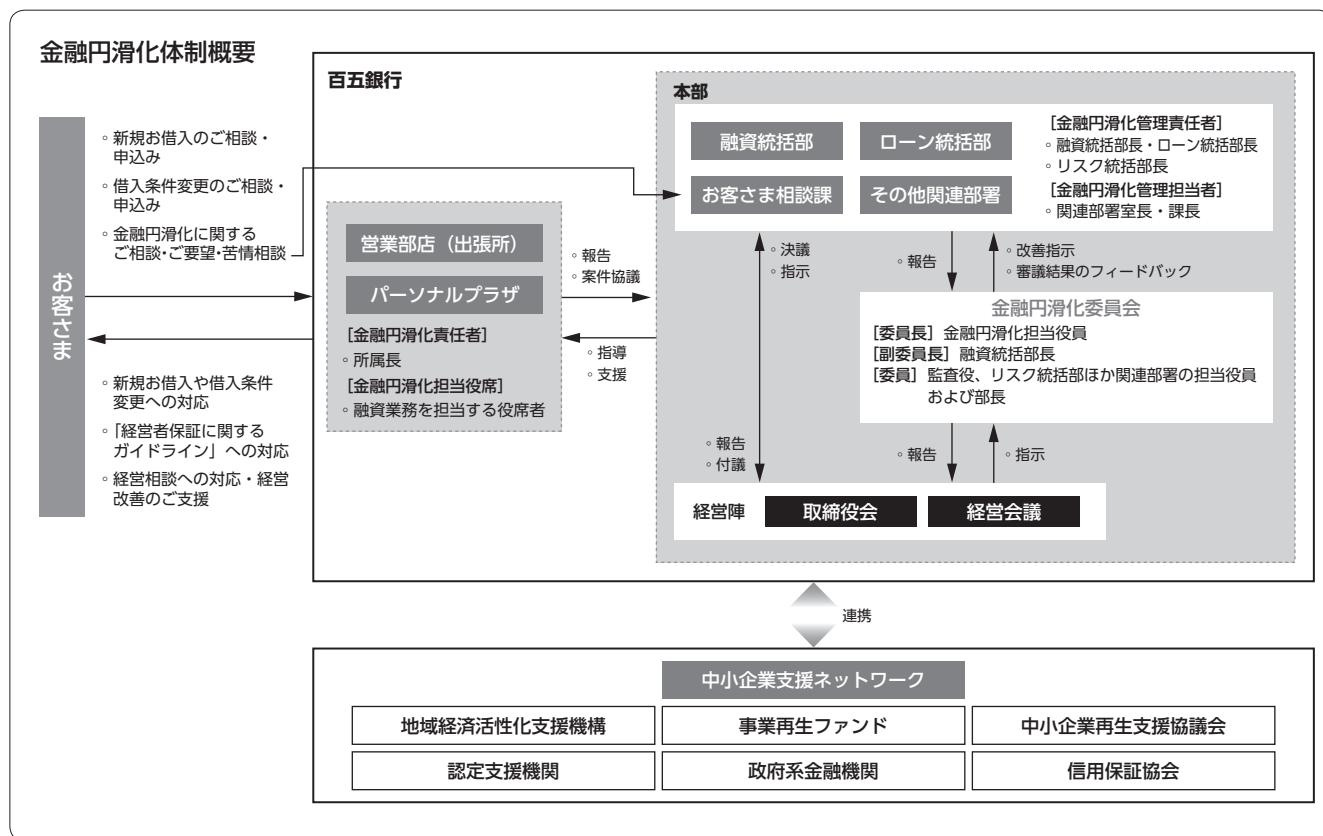 金融円滑化体制概要
お客さま
◦新規お借入のご相談・
申込み
◦借入条件変更のご相談・
申込み
◦金融円滑化に関する
ご相談・ご要望・苦情相談
◦新規お借入や借入条件
変更への対応
◦「経営者保証に関する
ガイドライン」への対応
◦経営相談への対応・経営
改善のご支援
百五銀行
営業部店（出張所）
パーソナルプラザ
［金融円滑化責任者］
◦所属長
［金融円滑化担当役席］
◦融資業務を担当する役席者
◦報告
◦案件協議
◦指導
◦支援
本部
融資統括部
ローン統括部
お客さま相談課
その他関連部署
［金融円滑化管理責任者］
◦融資統括部長・ローン統括部長
◦リスク統括部長
［金融円滑化管理担当者］
◦関連部署室長・課長
◦決議
◦指示
◦報告
◦改善指示
◦審議結果のフィードバック
金融円滑化委員会
［委員長］金融円滑化担当役員
［副委員長］融資統括部長
［委員］監査役、リスク統括部ほか関連部署の担当役員
および部長
◦報告
◦付議
◦報告
◦指示
経営陣
取締役会
経営会議
連携
中小企業支援ネットワーク
地域経済活性化支援機構
事業再生ファンド
中小企業再生支援協議会
認定支援機関
政府系金融機関
信用保証協会